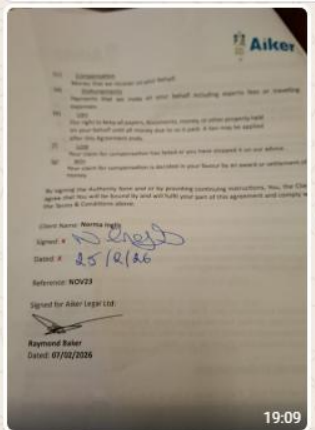 Aiker
Compensation
Money that we recover on your behalf
Disbursements
Payments that we make on your behalf including experts fees or travelling
expenses
Our right to keep all papers, documents, money or other property held
on your behalf until all money due to us is paid. A lien may be applied
after this Agreement ends.
Your claim for compensation has failed or you have stopped it on our advice.
Your claim for compensation is decided in your favour by an award or settlement of
money
By signing the Authority form and or by providing continuing instructions, You, the
agree that You will be bound by and will fulfil your part of this agreement and comply
the Terms & Conditions above.
Client Name: Norma Inglis
Signed: x N Inglis
Dated: x 25/2/26
Reference: NOV23
Signed for Aiker Legal Ltd:
Raymond Baker
Dated: 07/02/2026
19:09